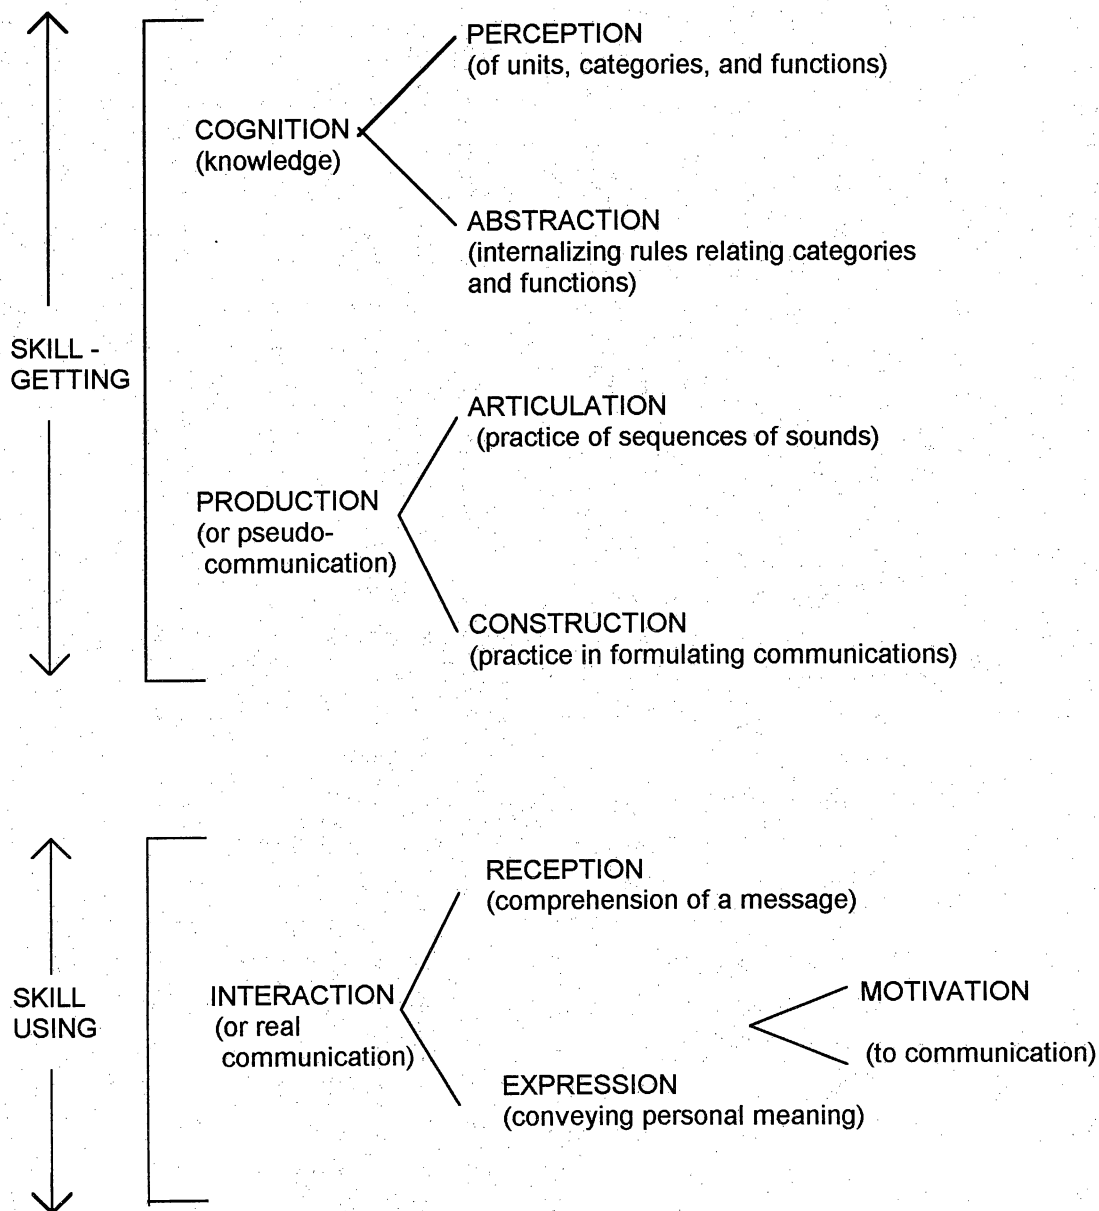 PERCEPTION
(of units, categories, and functions)
COGNITION
(knowledge)
ABSTRACTION
(internalizing rules relating categories
and functions)
SKILL -
GETTING
ARTICULATION
(practice of sequences of sounds)
PRODUCTION
(or pseudo-
communication)
CONSTRUCTION
(practice in formulating communications)
RECEPTION
(comprehension of a message)
SKILL
USING
INTERACTION
(or real
communication)
MOTIVATION
(to communication)
EXPRESSION
(conveying personal meaning)